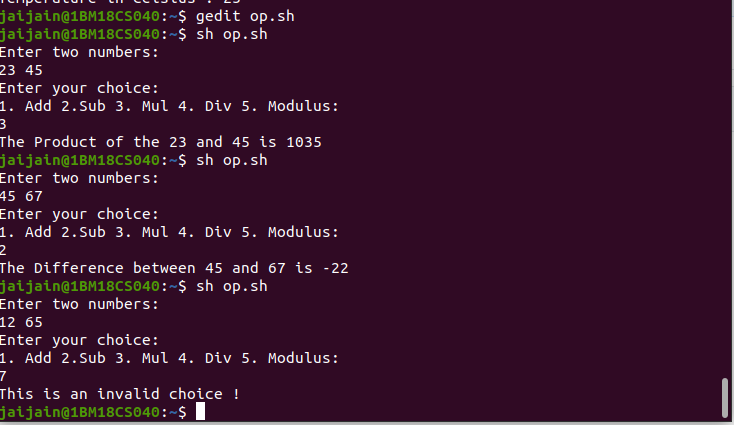 Temperature in Celsius : 23
jaijain@1BM18CS040:~$ gedit op.sh
jaijain@1BM18CS040:~$ sh op.sh
Enter two numbers:
23 45
Enter your choice:
1. Add 2.Sub 3. Mul 4. Div 5. Modulus:
3
The Product of the 23 and 45 is 1035
jaijain@1BM18CS040:~$ sh op.sh
Enter two numbers:
45 67
Enter your choice:
1. Add 2.Sub 3. Mul 4. Div 5. Modulus:
2
The Difference between 45 and 67 is -22
jaijain@1BM18CS040:~$ sh op.sh
Enter two numbers:
12 65
Enter your choice:
1. Add 2.Sub 3. Mul 4. Div 5. Modulus:
7
This is an invalid choice !
jaijain@1BM18CS040:~$